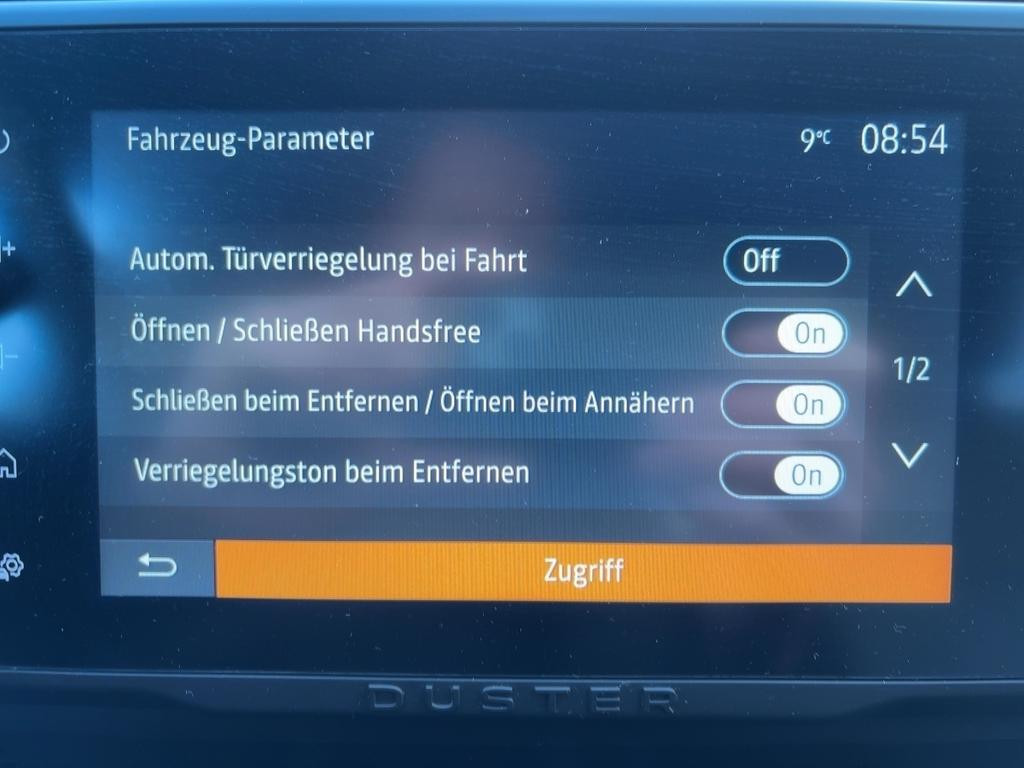 Fahrzeug-Parameter
9°C 08:54
Autom. Türverriegelung bei Fahrt Off
Öffnen / Schließen Handsfree On
1/2
Schließen beim Entfernen / Öffnen beim Annähern On
Verriegelungston beim Entfernen On
Zugriff
DUSTER